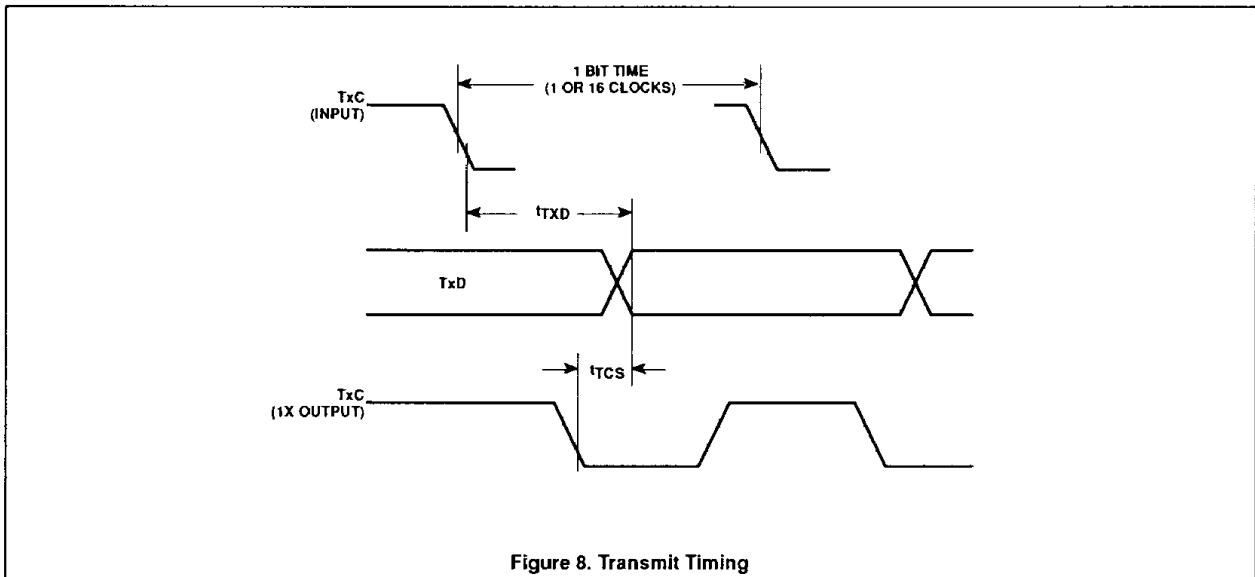 1 BIT TIME
(1 OR 16 CLOCKS)
TxC
(INPUT)
tTXD
TxD
tTCS
TxC
(1X OUTPUT)
Figure 8. Transmit Timing